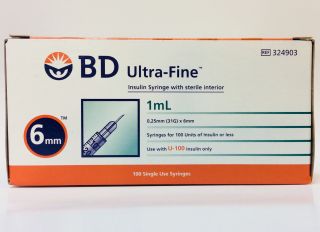 BD Ultra-Fine™
REF 324903
Insulin Syringe with sterile interior
1mL
0.25mm (31G) x 6mm
Syringes for 100 Units of Insulin or less
Use with U-100 insulin only
6mm™
100 Single Use Syringes